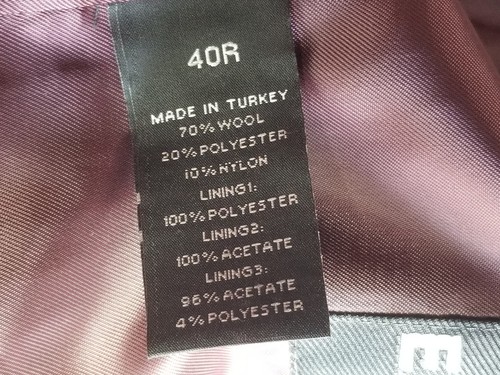 40R
MADE IN TURKEY
70% WOOL
20% POLYESTER
10% NYLON
LINING1:
100% POLYESTER
LINING2:
100% ACETATE
LINING3:
96% ACETATE
4% POLYESTER